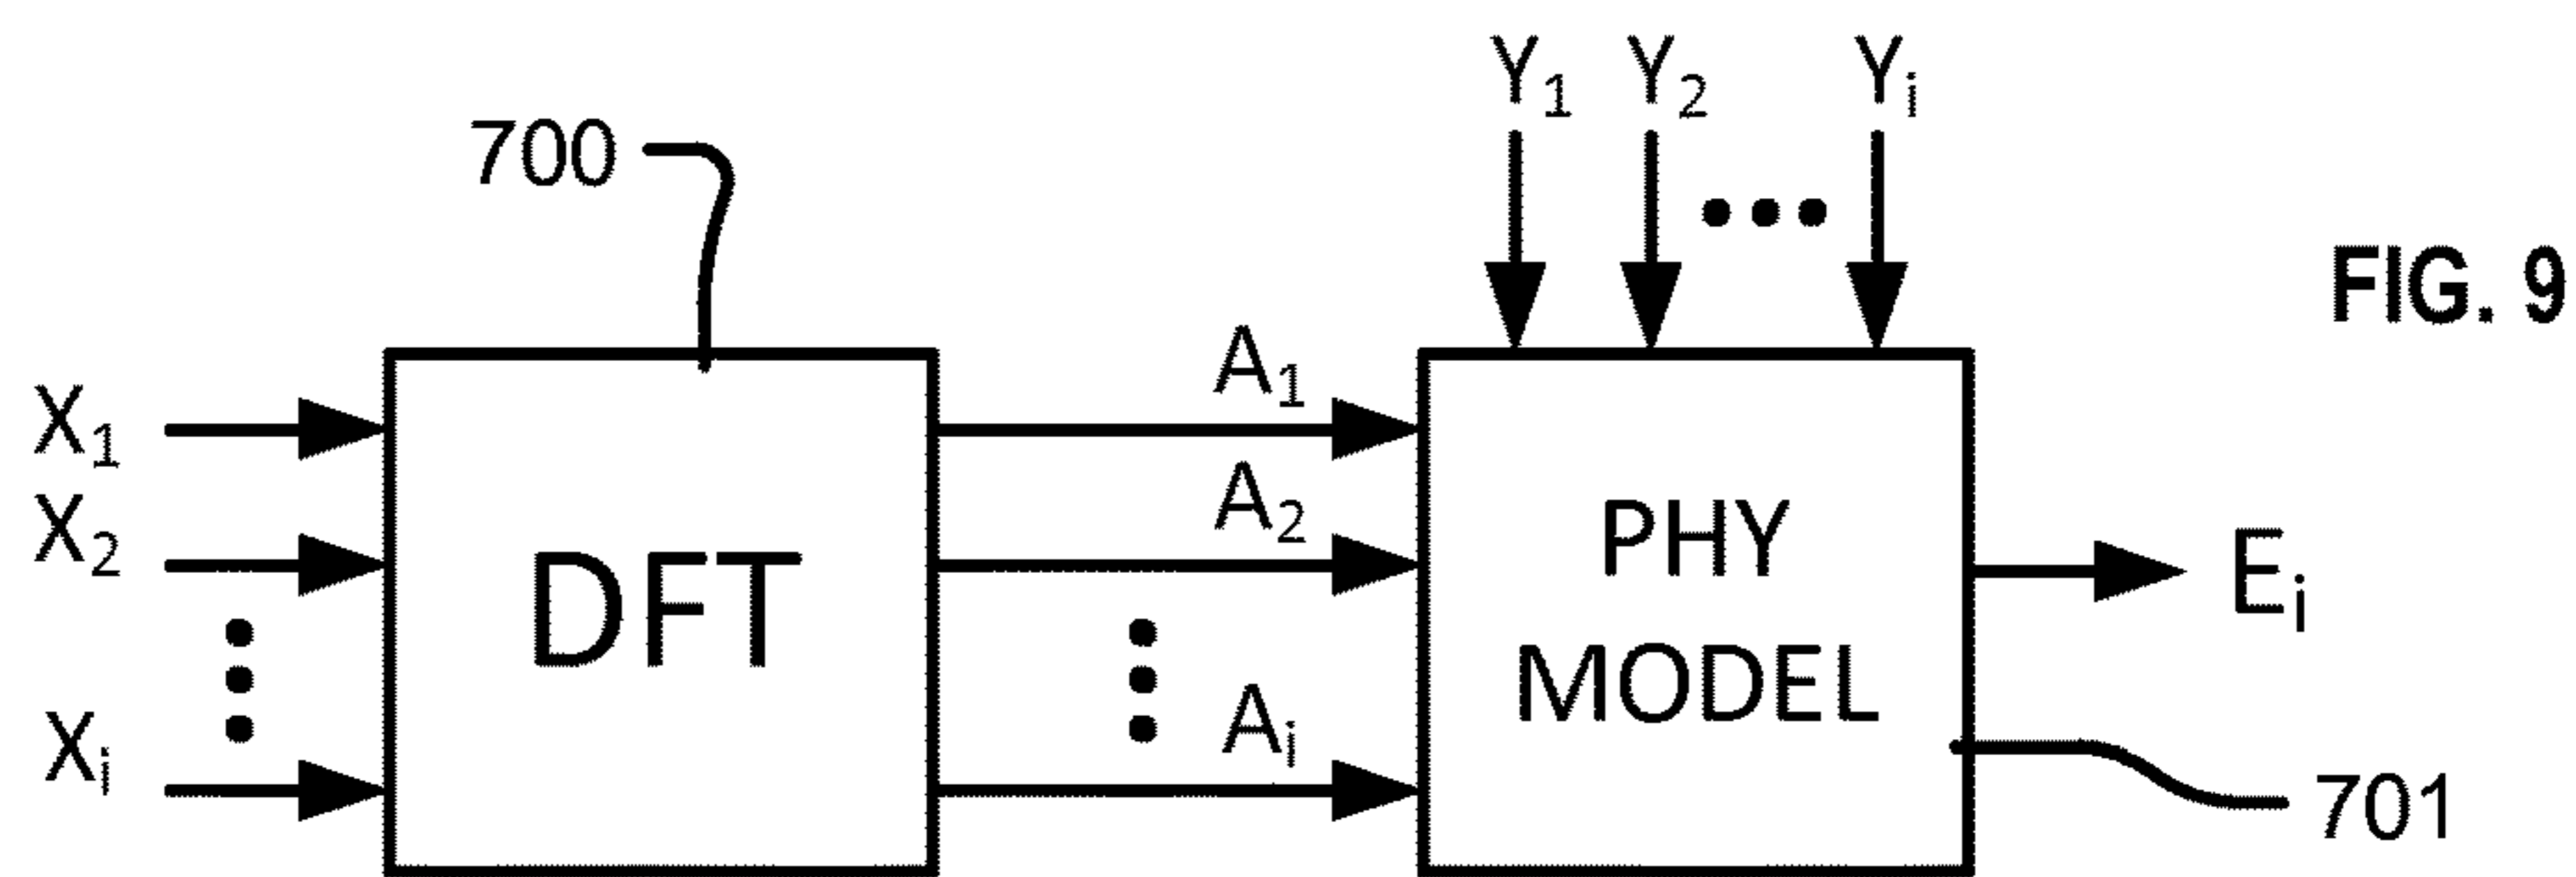 Y₁ Y₂ ••• Yᵢ
700
FIG. 9
X₁
X₂
Xᵢ
DFT
A₁
A₂
Aᵢ
PHY
MODEL
Eᵢ
701